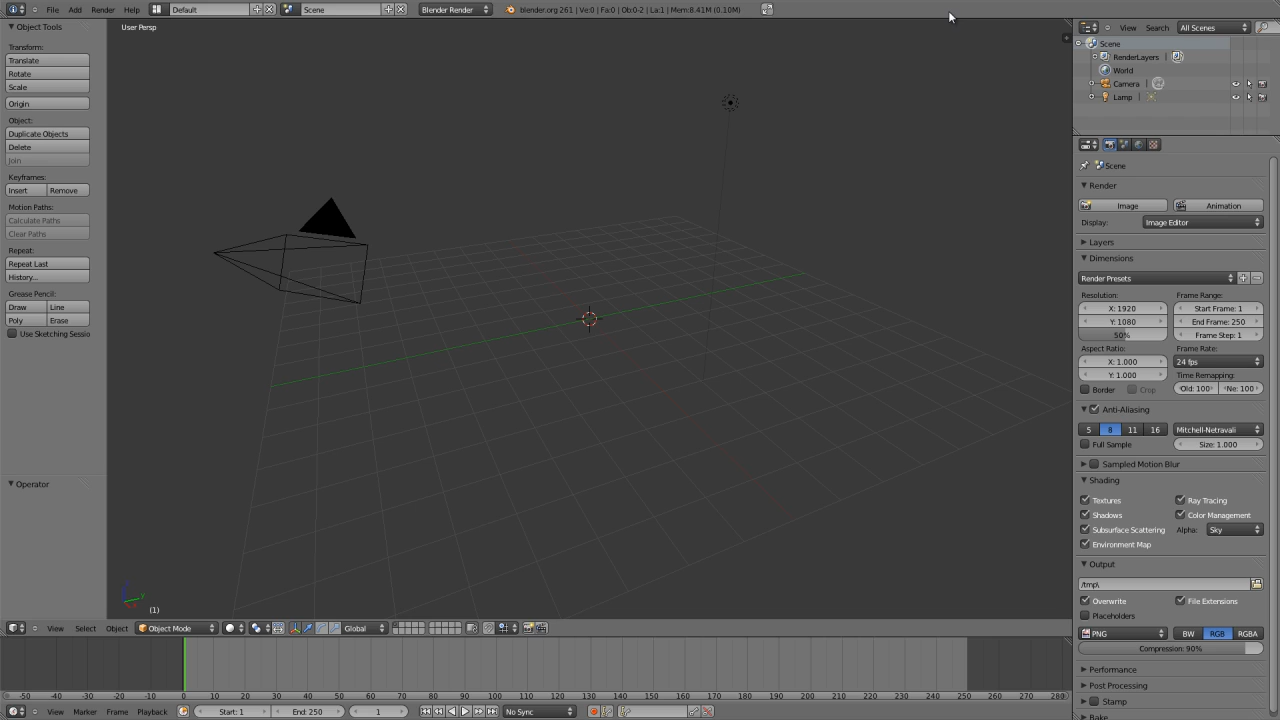 File Add Render Help Default Scene Blender Render blender.org 261 | Ve:0 | Fa:0 | Ob:0-2 | La:1 | Mem:8.41M (0.10M)
Object Tools
Transform:
Translate
Rotate
Scale
Origin
Object:
Duplicate Objects
Delete
Join
Keyframes:
Insert Remove
Motion Paths:
Calculate Paths
Clear Paths
Repeat:
Repeat Last
History...
Grease Pencil:
Draw Line
Poly Erase
Use Sketching Sessio
Operator
User Persp
(1)
View Select Object Object Mode Global
View Search All Scenes
Scene
RenderLayers
World
Camera
Lamp
Scene
Render
Image Animation
Display: Image Editor
Layers
Dimensions
Render Presets
Resolution: Frame Range:
X: 1920 Start Frame: 1
Y: 1080 End Frame: 250
50% Frame Step: 1
Aspect Ratio: Frame Rate:
X: 1.000 24 fps
Y: 1.000 Time Remapping:
Border Crop Old: 100 Ne: 100
Anti-Aliasing
5 8 11 16 Mitchell-Netravali
Full Sample Size: 1.000
Sampled Motion Blur
Shading
Textures Ray Tracing
Shadows Color Management
Subsurface Scattering Alpha: Sky
Environment Map
Output
/tmp\
Overwrite File Extensions
Placeholders
PNG BW RGB RGBA
Compression: 90%
Performance
Post Processing
Stamp
Bake
-50 -40 -30 -20 -10 0 10 20 30 40 50 60 70 80 90 100 110 120 130 140 150 160 170 180 190 200 210 220 230 240 250 260 270 280
View Marker Frame Playback Start: 1 End: 250 1 No Sync